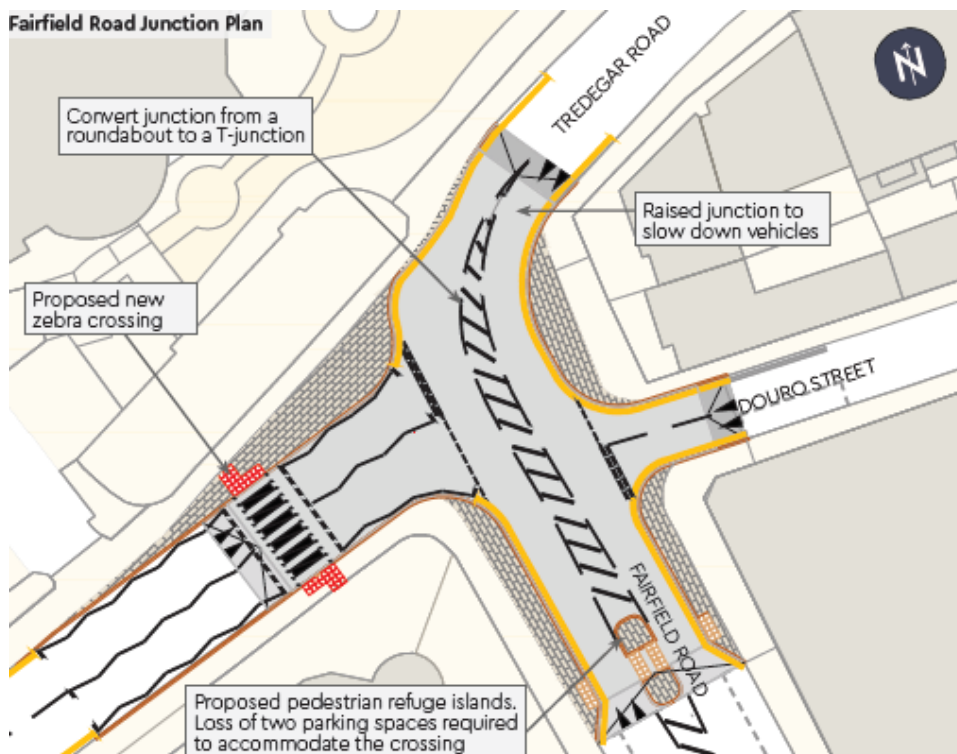 Fairfield Road Junction Plan
N
TREDEGAR ROAD
Convert junction from a
roundabout to a T-junction
Raised junction to
slow down vehicles
Proposed new
zebra crossing
DOURO STREET
FAIRFIELD ROAD
Proposed pedestrian refuge islands.
Loss of two parking spaces required
to accommodate the crossing